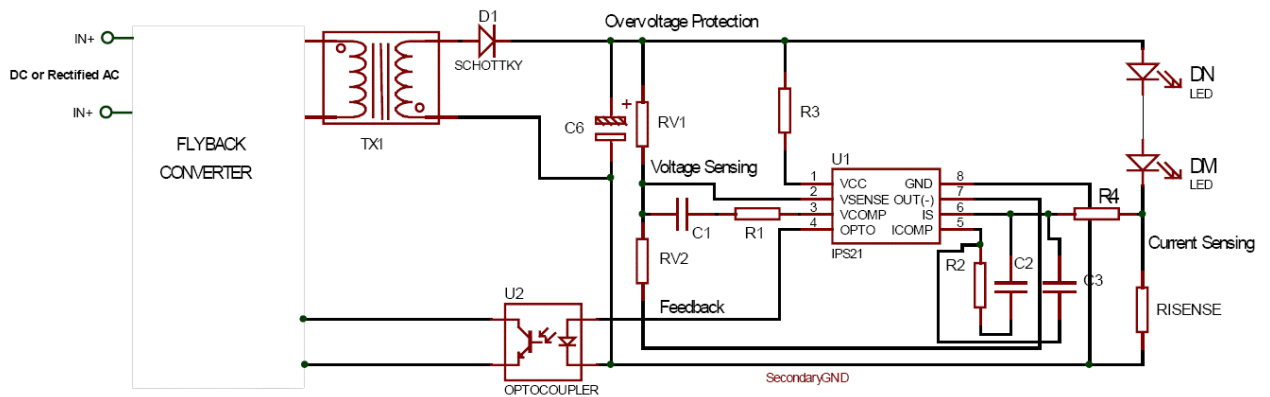 D1
Overvoltage Protection
IN+
DC or Rectified AC
IN+
SCHOTTKY
FLYBACK
CONVERTER
TX1
C6
+
RV1
R3
DN
LED
Voltage Sensing
U1
DM
LED
1 VCC GND 8
2 VSENSE OUT(-) 7
3 VCOMP IS 6
4 OPTO ICOMP 5
IPS21
C1
R1
R4
Current Sensing
RV2
R2
C2
C3
RISENSE
U2
Feedback
OPTOCOUPLER
SecondaryGND